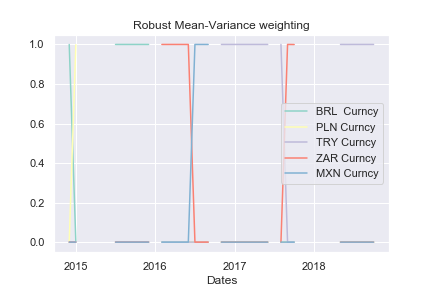 Robust Mean-Variance weighting
1.0
0.8
0.6
0.4
0.2
0.0
BRL  Curncy
PLN Curncy
TRY Curncy
ZAR Curncy
MXN Curncy
2015
2016
2017
2018
Dates